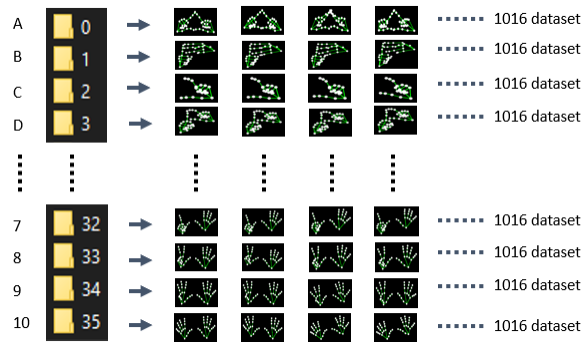 A 0 1016 dataset
B 1 1016 dataset
C 2 1016 dataset
D 3 1016 dataset
7 32 1016 dataset
8 33 1016 dataset
9 34 1016 dataset
10 35 1016 dataset